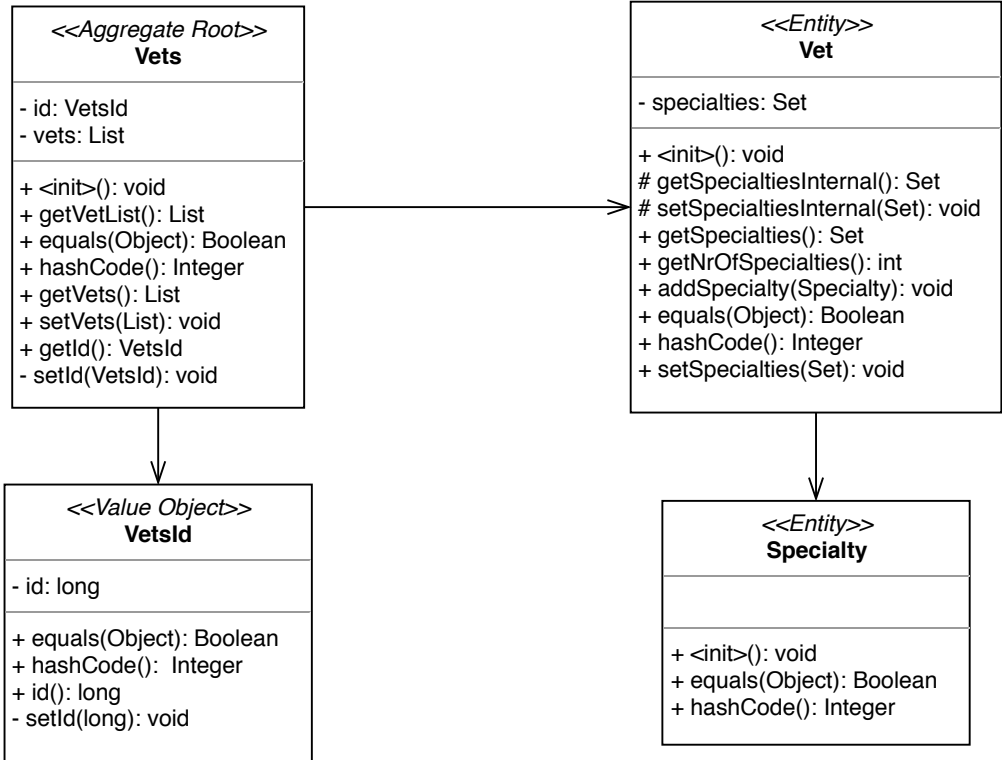 <<Aggregate Root>>
Vets
- id: VetsId
- vets: List
+ <init>(): void
+ getVetList(): List
+ equals(Object): Boolean
+ hashCode(): Integer
+ getVets(): List
+ setVets(List): void
+ getId(): VetsId
- setId(VetsId): void
<<Entity>>
Vet
- specialties: Set
+ <init>(): void
# getSpecialtiesInternal(): Set
# setSpecialtiesInternal(Set): void
+ getSpecialties(): Set
+ getNrOfSpecialties(): int
+ addSpecialty(Specialty): void
+ equals(Object): Boolean
+ hashCode(): Integer
+ setSpecialties(Set): void
<<Value Object>>
VetsId
- id: long
+ equals(Object): Boolean
+ hashCode():  Integer
+ id(): long
- setId(long): void
<<Entity>>
Specialty
+ <init>(): void
+ equals(Object): Boolean
+ hashCode(): Integer